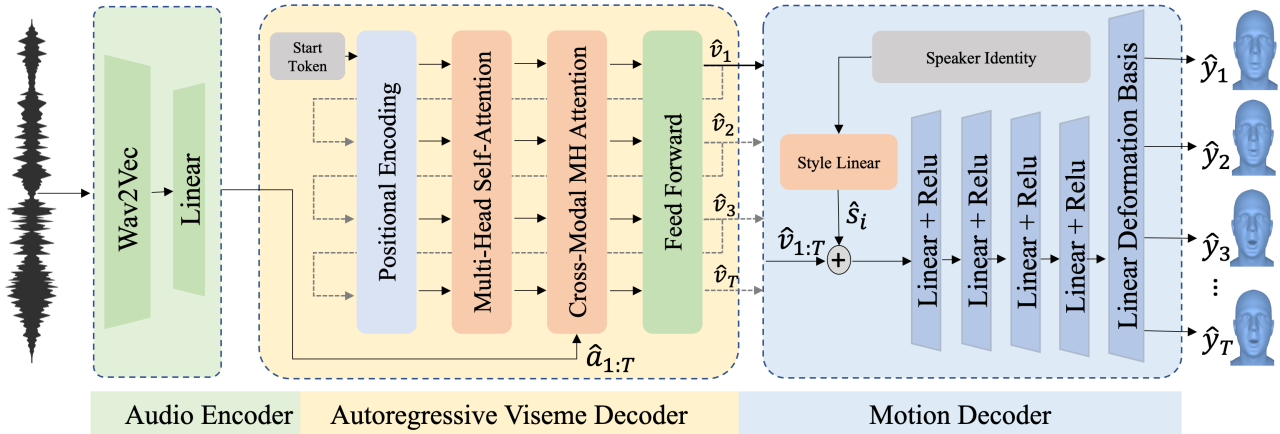 Wav2Vec
Linear
Start
Token
Positional Encoding
Multi-Head Self-Attention
Cross-Modal MH Attention
Feed Forward
v̂₁
v̂₂
v̂₃
v̂_T
â₁:T
Speaker Identity
Style Linear
ŝᵢ
v̂₁:T
+
Linear + Relu
Linear + Relu
Linear + Relu
Linear + Relu
Linear Deformation Basis
ŷ₁
ŷ₂
ŷ₃
⋮
ŷ_T
Audio Encoder
Autoregressive Viseme Decoder
Motion Decoder